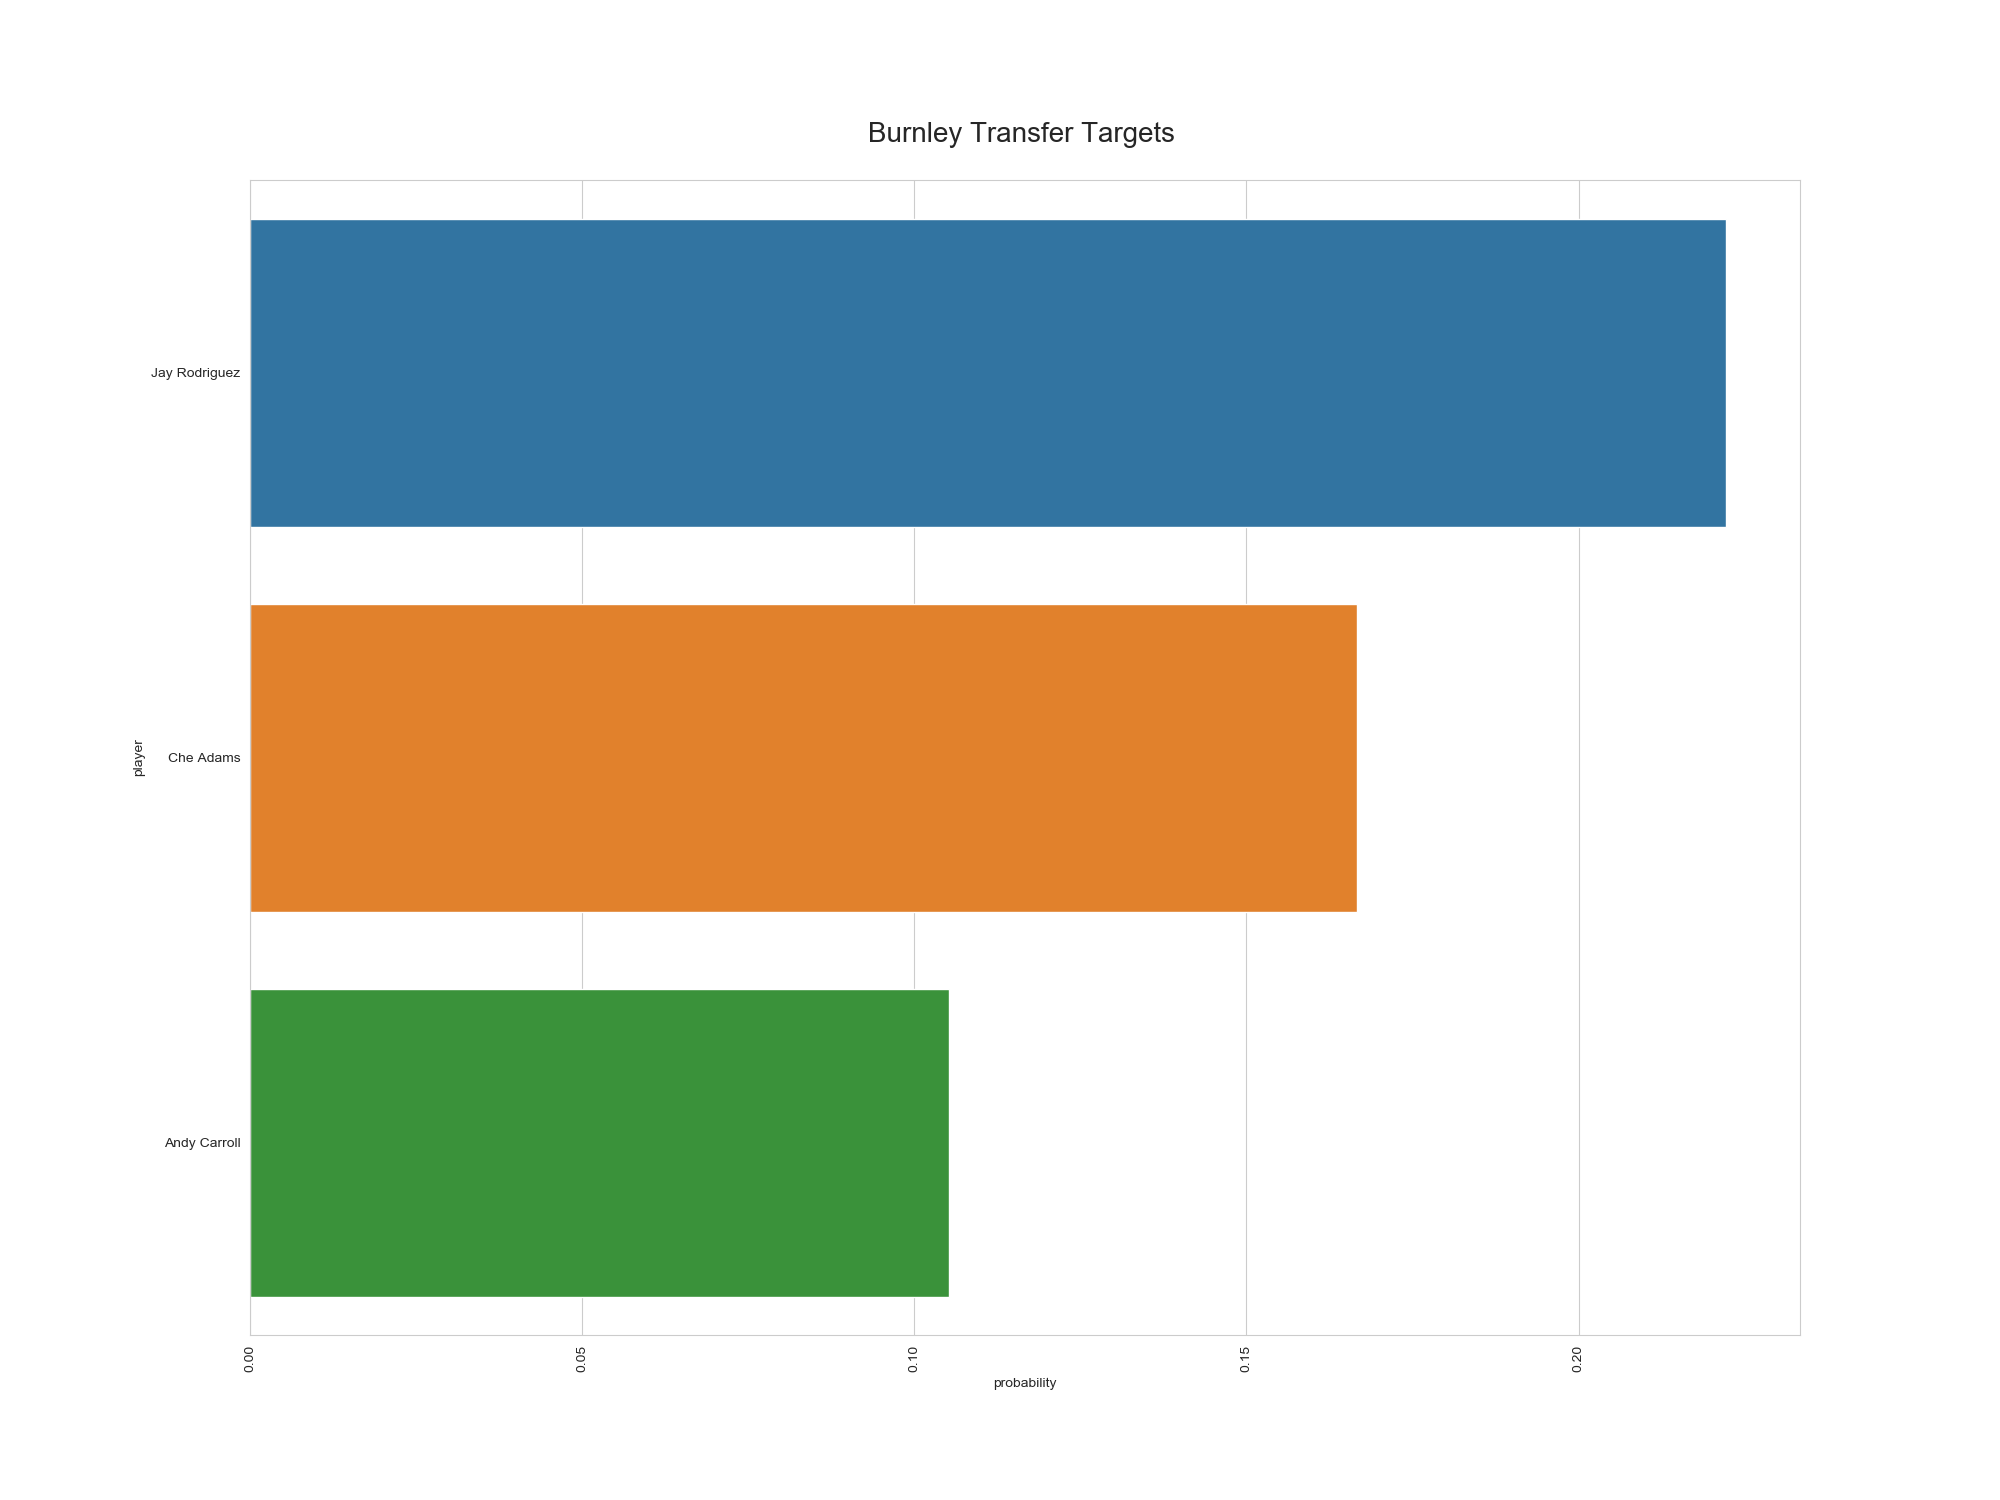 Burnley Transfer Targets
Jay Rodriguez
Che Adams
Andy Carroll
player
0.00
0.05
0.10
0.15
0.20
probability